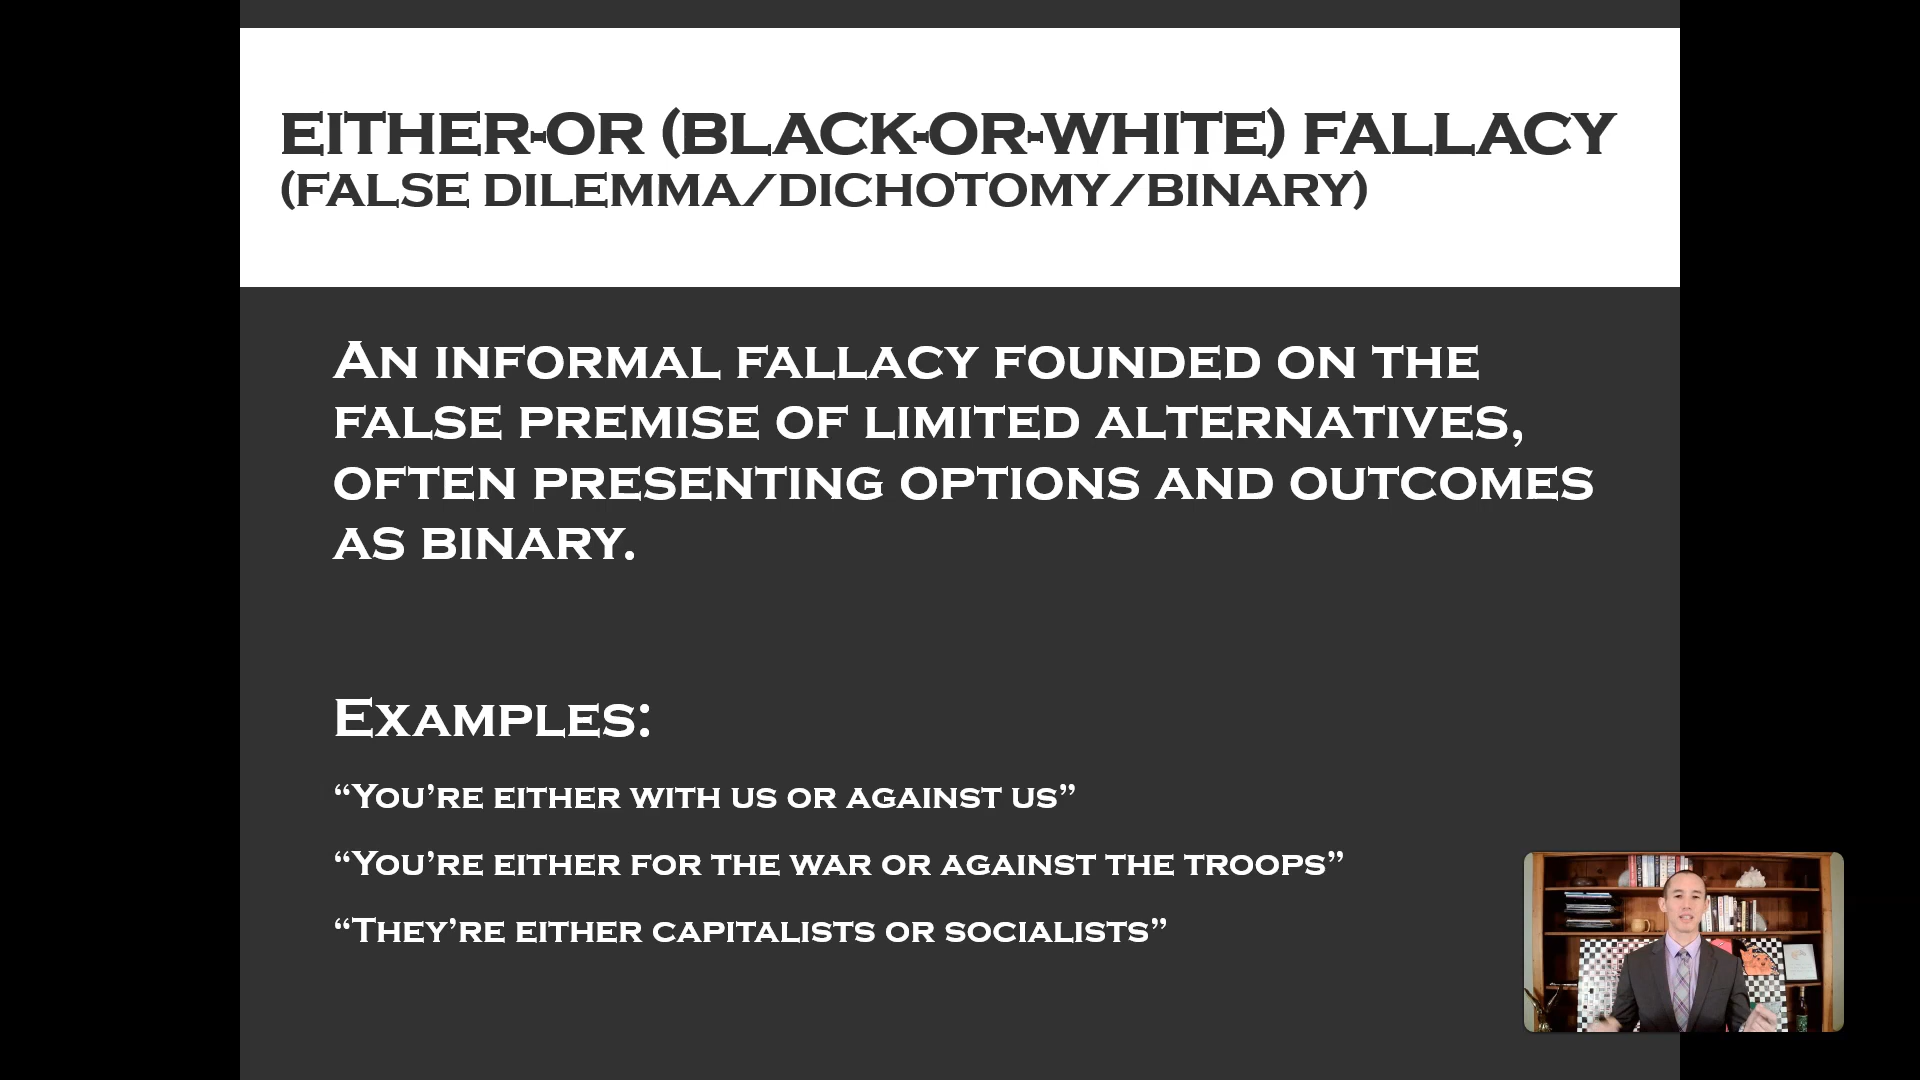 EITHER-OR (BLACK-OR-WHITE) FALLACY
(FALSE DILEMMA/DICHOTOMY/BINARY)
AN INFORMAL FALLACY FOUNDED ON THE
FALSE PREMISE OF LIMITED ALTERNATIVES,
OFTEN PRESENTING OPTIONS AND OUTCOMES
AS BINARY.
EXAMPLES:
“YOU’RE EITHER WITH US OR AGAINST US”
“YOU’RE EITHER FOR THE WAR OR AGAINST THE TROOPS”
“THEY’RE EITHER CAPITALISTS OR SOCIALISTS”